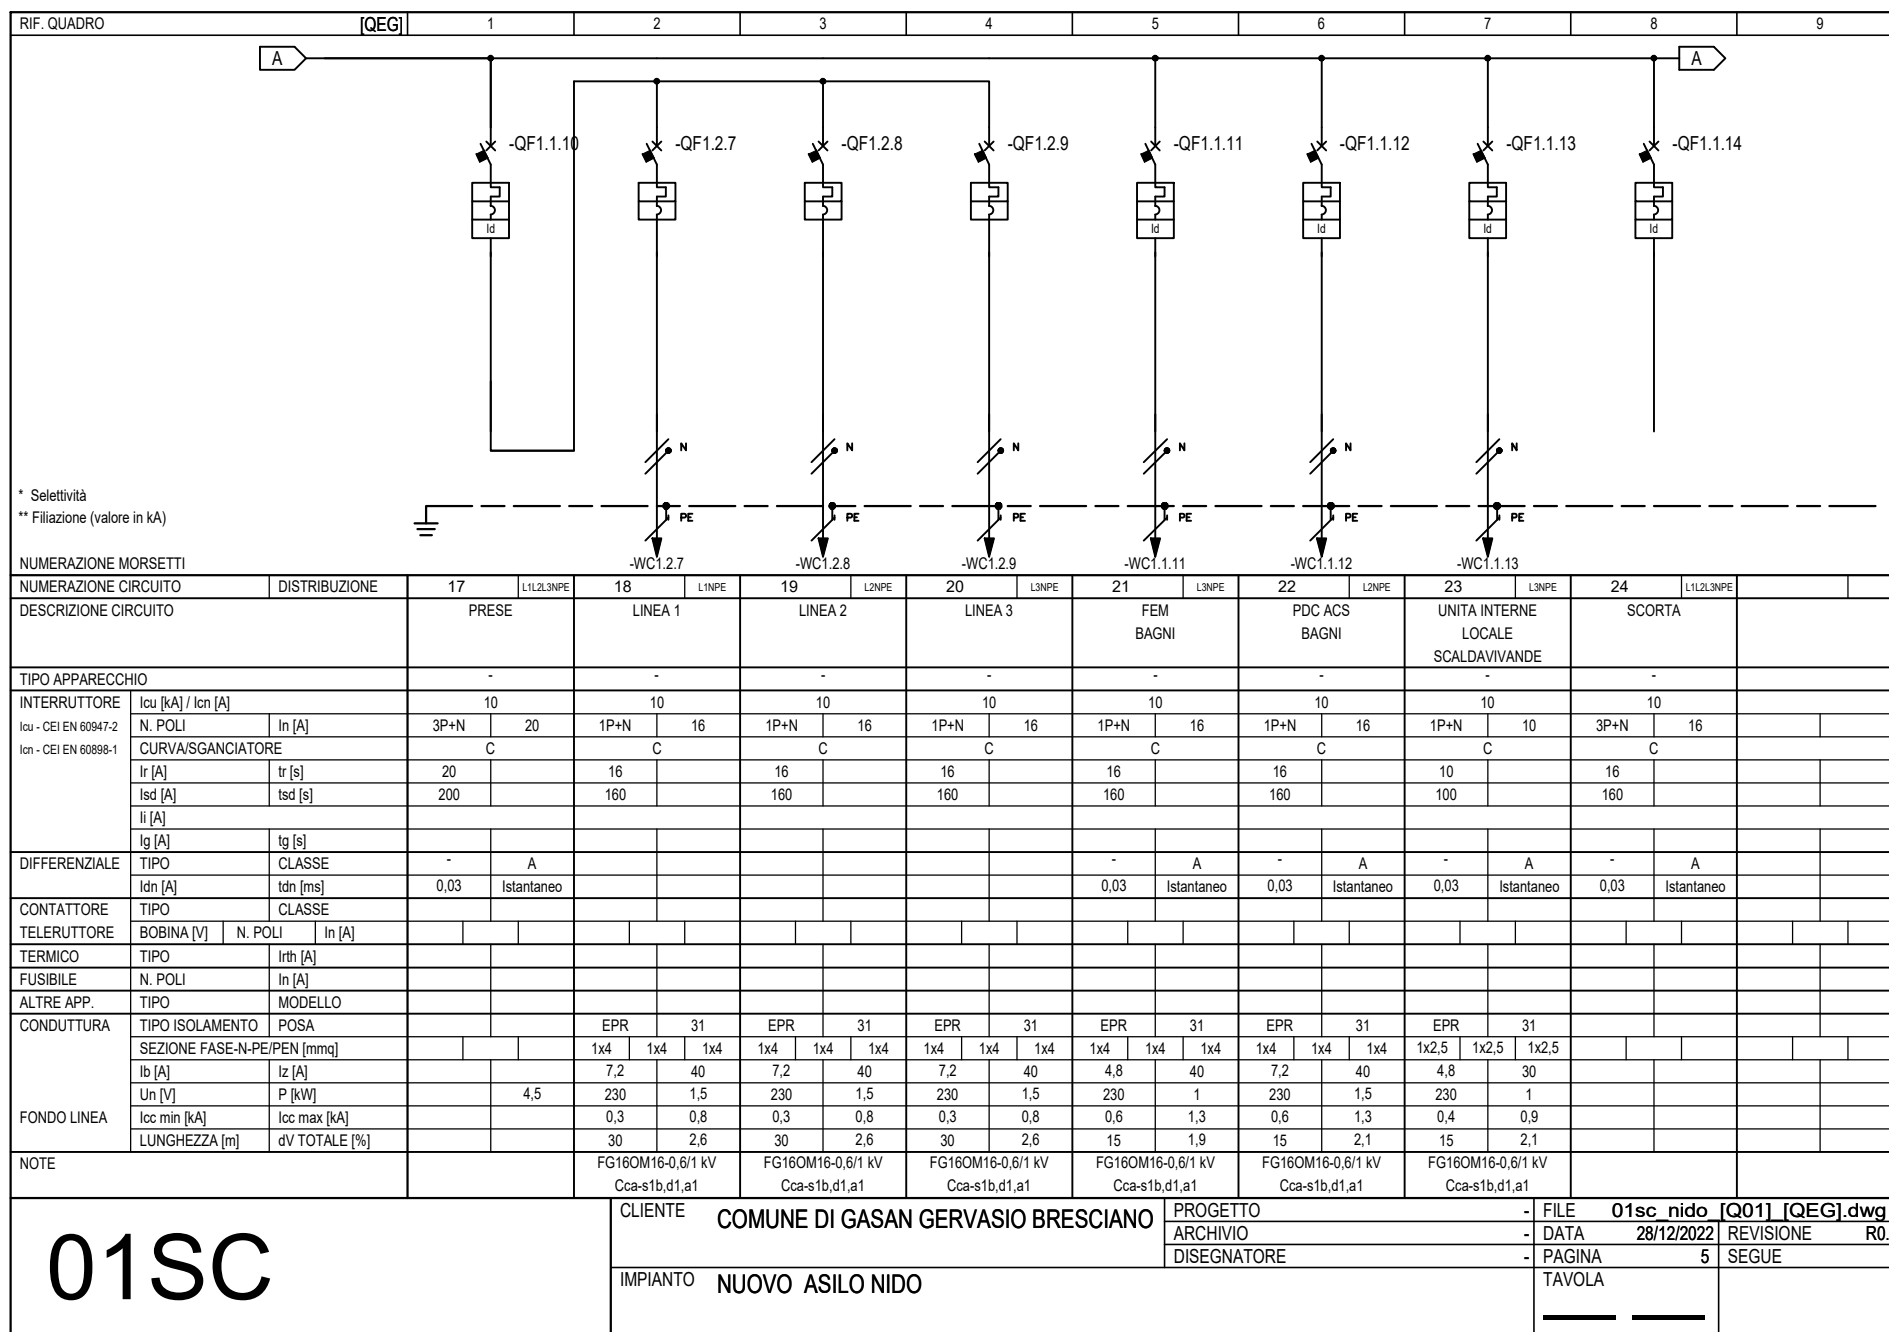 RIF. QUADRO [QEG] 1 2 3 4 5 6 7 8 9
A A
-QF1.1.10 -QF1.2.7 -QF1.2.8 -QF1.2.9 -QF1.1.11 -QF1.1.12 -QF1.1.13 -QF1.1.14
Id Id Id Id Id
N N N N N N
* Selettività
** Filiazione (valore in kA)
PE PE PE PE PE PE
NUMERAZIONE MORSETTI -WC1.2.7 -WC1.2.8 -WC1.2.9 -WC1.1.11 -WC1.1.12 -WC1.1.13
NUMERAZIONE CIRCUITO DISTRIBUZIONE 17 L1L2L3NPE 18 L1NPE 19 L2NPE 20 L3NPE 21 L3NPE 22 L2NPE 23 L3NPE 24 L1L2L3NPE
DESCRIZIONE CIRCUITO PRESE LINEA 1 LINEA 2 LINEA 3 FEM PDC ACS UNITA INTERNE SCORTA
BAGNI BAGNI LOCALE
SCALDAVIVANDE
TIPO APPARECCHIO - - - - - - - -
INTERRUTTORE Icu [kA] / Icn [A] 10 10 10 10 10 10 10 10
Icu - CEI EN 60947-2 N. POLI In [A] 3P+N 20 1P+N 16 1P+N 16 1P+N 16 1P+N 16 1P+N 16 1P+N 10 3P+N 16
Icn - CEI EN 60898-1 CURVA/SGANCIATORE C C C C C C C C
Ir [A] tr [s] 20 16 16 16 16 16 10 16
Isd [A] tsd [s] 200 160 160 160 160 160 100 160
Ii [A]
Ig [A] tg [s]
DIFFERENZIALE TIPO CLASSE - A - A - A - A - A
Idn [A] tdn [ms] 0,03 Istantaneo 0,03 Istantaneo 0,03 Istantaneo 0,03 Istantaneo 0,03 Istantaneo
CONTATTORE TIPO CLASSE
TELERUTTORE BOBINA [V] N. POLI In [A]
TERMICO TIPO Irth [A]
FUSIBILE N. POLI In [A]
ALTRE APP. TIPO MODELLO
CONDUTTURA TIPO ISOLAMENTO POSA EPR 31 EPR 31 EPR 31 EPR 31 EPR 31 EPR 31
SEZIONE FASE-N-PE/PEN [mmq] 1x4 1x4 1x4 1x4 1x4 1x4 1x4 1x4 1x4 1x4 1x4 1x4 1x4 1x4 1x4 1x2,5 1x2,5 1x2,5
Ib [A] Iz [A] 7,2 40 7,2 40 7,2 40 4,8 40 7,2 40 4,8 30
Un [V] P [kW] 4,5 230 1,5 230 1,5 230 1,5 230 1 230 1,5 230 1
FONDO LINEA Icc min [kA] Icc max [kA] 0,3 0,8 0,3 0,8 0,3 0,8 0,6 1,3 0,6 1,3 0,4 0,9
LUNGHEZZA [m] dV TOTALE [%] 30 2,6 30 2,6 30 2,6 15 1,9 15 2,1 15 2,1
NOTE FG16OM16-0,6/1 kV FG16OM16-0,6/1 kV FG16OM16-0,6/1 kV FG16OM16-0,6/1 kV FG16OM16-0,6/1 kV FG16OM16-0,6/1 kV
Cca-s1b,d1,a1 Cca-s1b,d1,a1 Cca-s1b,d1,a1 Cca-s1b,d1,a1 Cca-s1b,d1,a1 Cca-s1b,d1,a1
01SC
CLIENTE COMUNE DI GASAN GERVASIO BRESCIANO
IMPIANTO NUOVO ASILO NIDO
PROGETTO - FILE 01sc_nido_[Q01]_[QEG].dwg
ARCHIVIO - DATA 28/12/2022 REVISIONE R0.
DISEGNATORE - PAGINA 5 SEGUE
TAVOLA